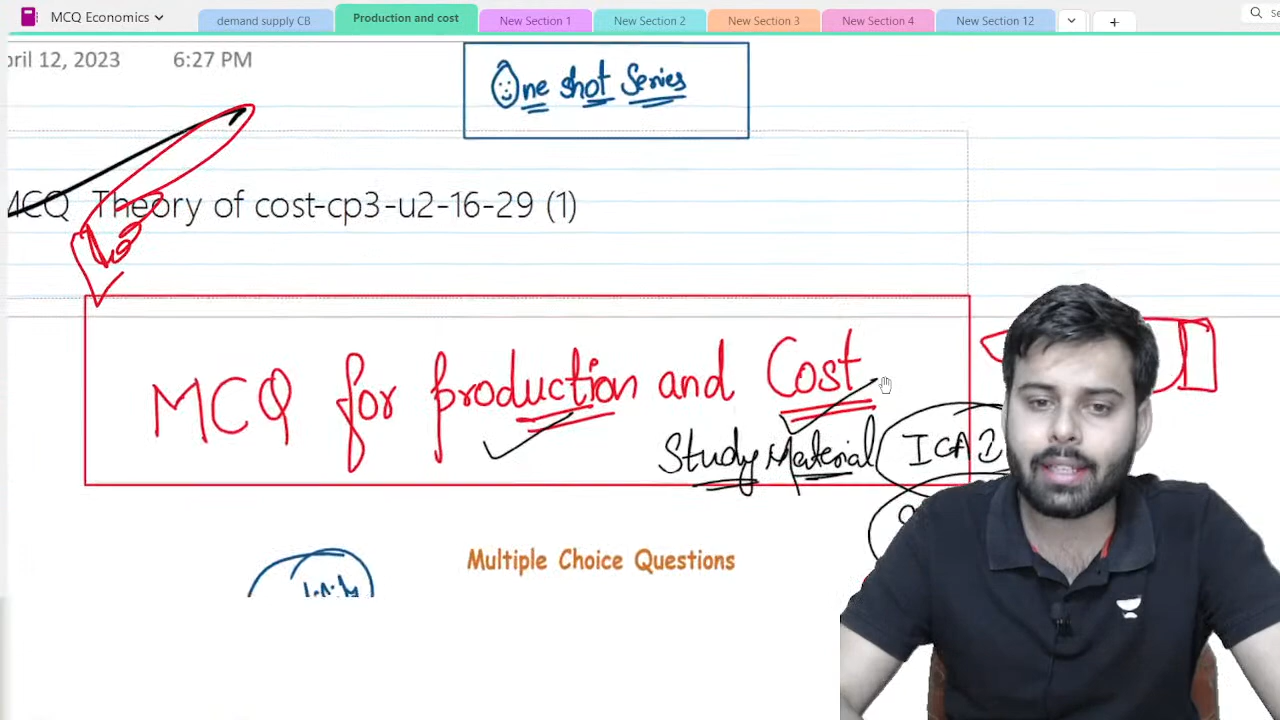 MCQ Economics
demand supply CB
Production and cost
New Section 1
New Section 2
New Section 3
New Section 4
New Section 12
pril 12, 2023 6:27 PM
One shot Series
MCQ Theory of cost-cp3-u2-16-29 (1)
MCQ for production and Cost
Study Material ICAI
Multiple Choice Questions